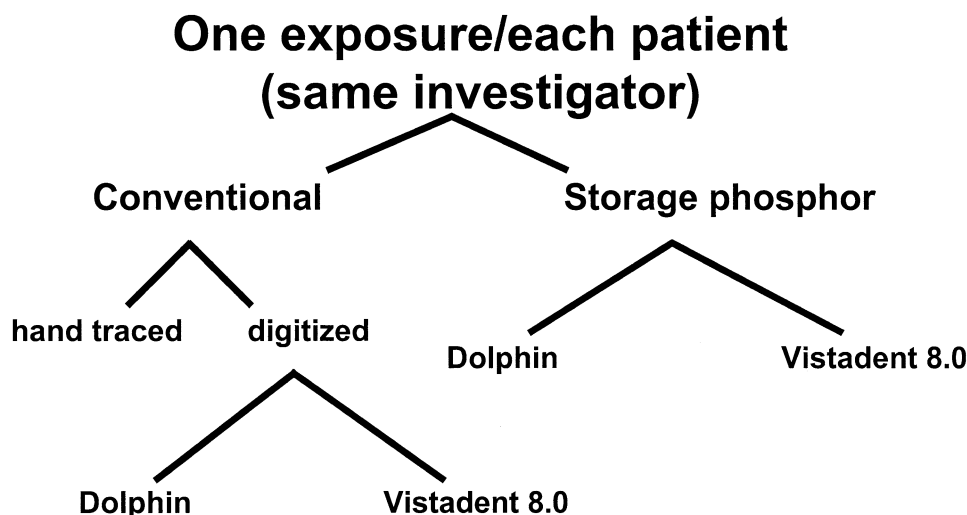 One exposure/each patient
(same investigator)
Conventional
Storage phosphor
hand traced
digitized
Dolphin
Vistadent 8.0
Dolphin
Vistadent 8.0